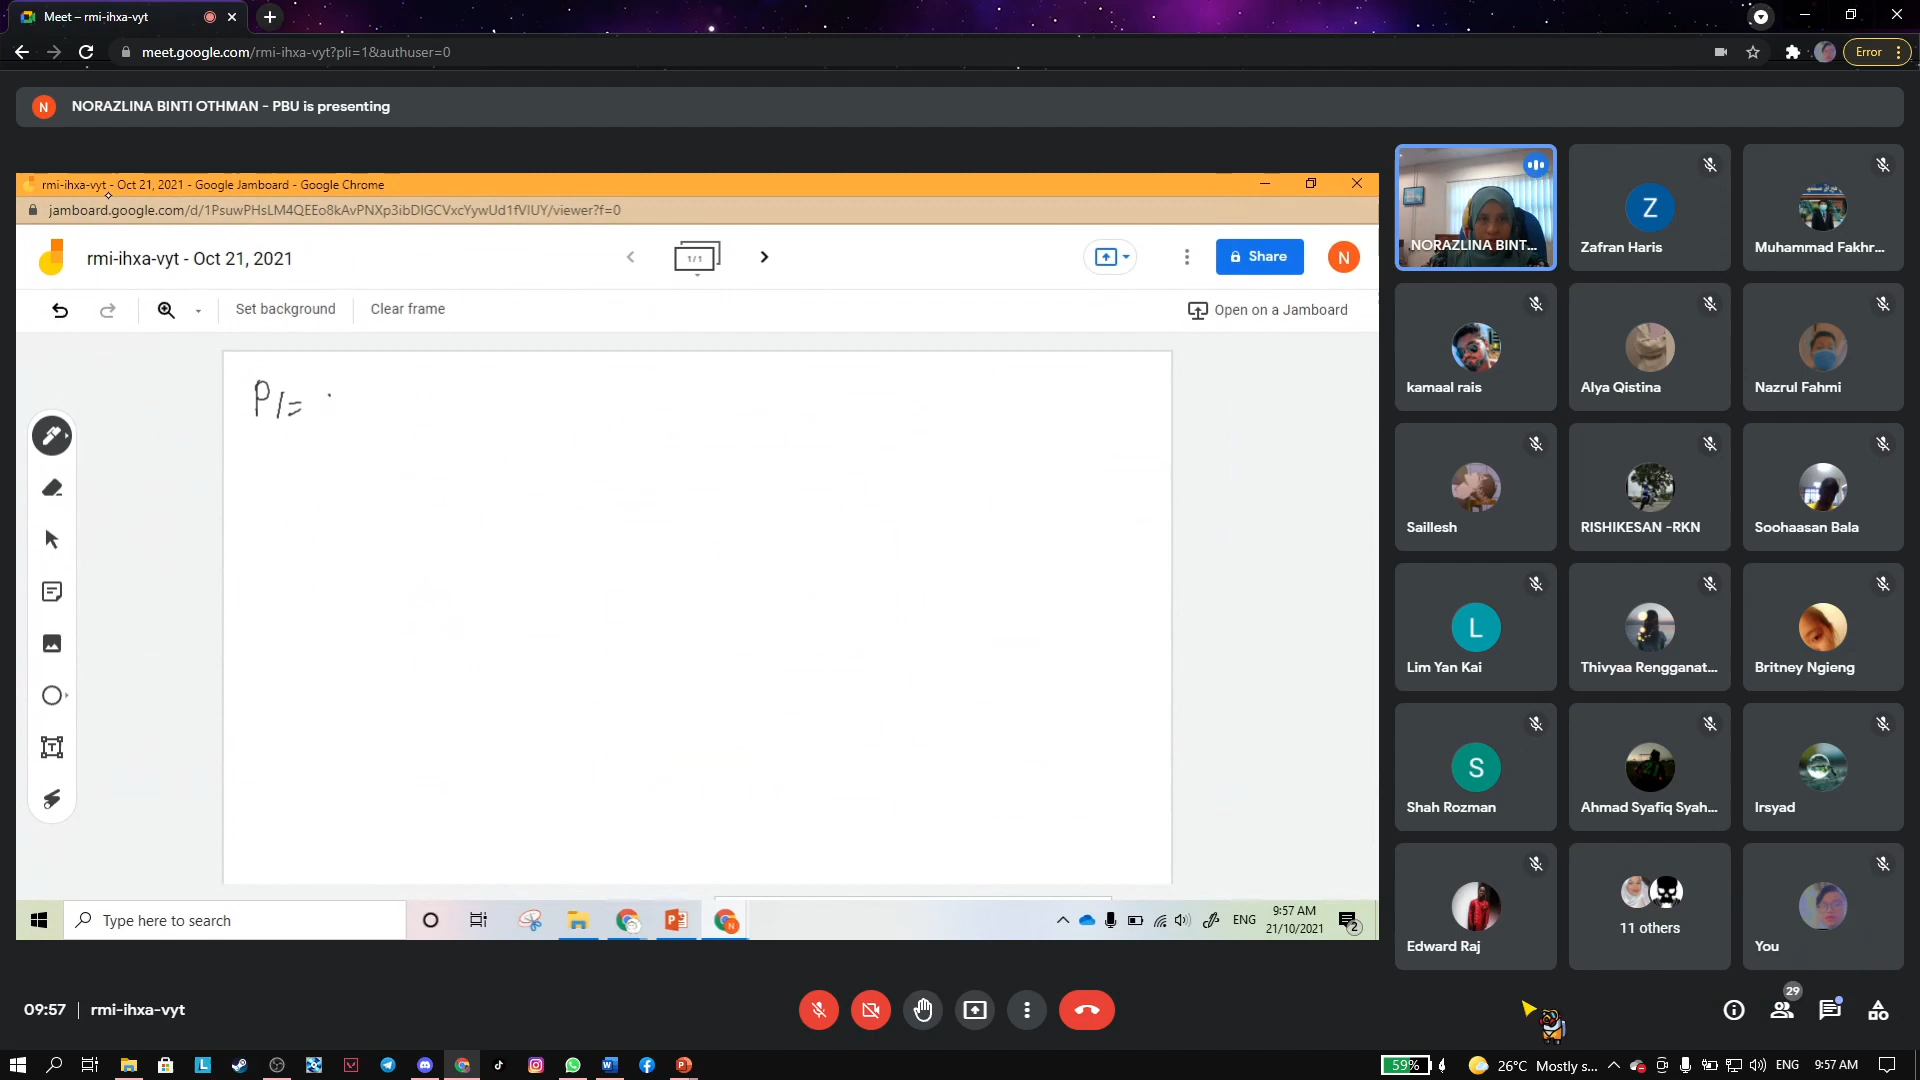 Meet – rmi-ihxa-vyt
meet.google.com/rmi-ihxa-vyt?pli=1&authuser=0
Error
N
NORAZLINA BINTI OTHMAN - PBU is presenting
rmi-ihxa-vyt - Oct 21, 2021 - Google Jamboard - Google Chrome
jamboard.google.com/d/1PsuwPHsLM4QEEo8kAvPNXp3ibDIGCVxcYywUd1fVIUY/viewer?f=0
rmi-ihxa-vyt - Oct 21, 2021
1/1
Share
N
Set background
Clear frame
Open on a Jamboard
P1=
Type here to search
ENG
9:57 AM
21/10/2021
2
NORAZLINA BINT...
Z
Zafran Haris
Muhammad Fakhr...
kamaal rais
Alya Qistina
Nazrul Fahmi
Saillesh
RISHIKESAN -RKN
Soohaasan Bala
L
Lim Yan Kai
Thivyaa Rengganat...
Britney Ngieng
S
Shah Rozman
Ahmad Syafiq Syah...
Irsyad
Edward Raj
11 others
You
09:57 | rmi-ihxa-vyt
29
59%
26°C Mostly s...
ENG
9:57 AM